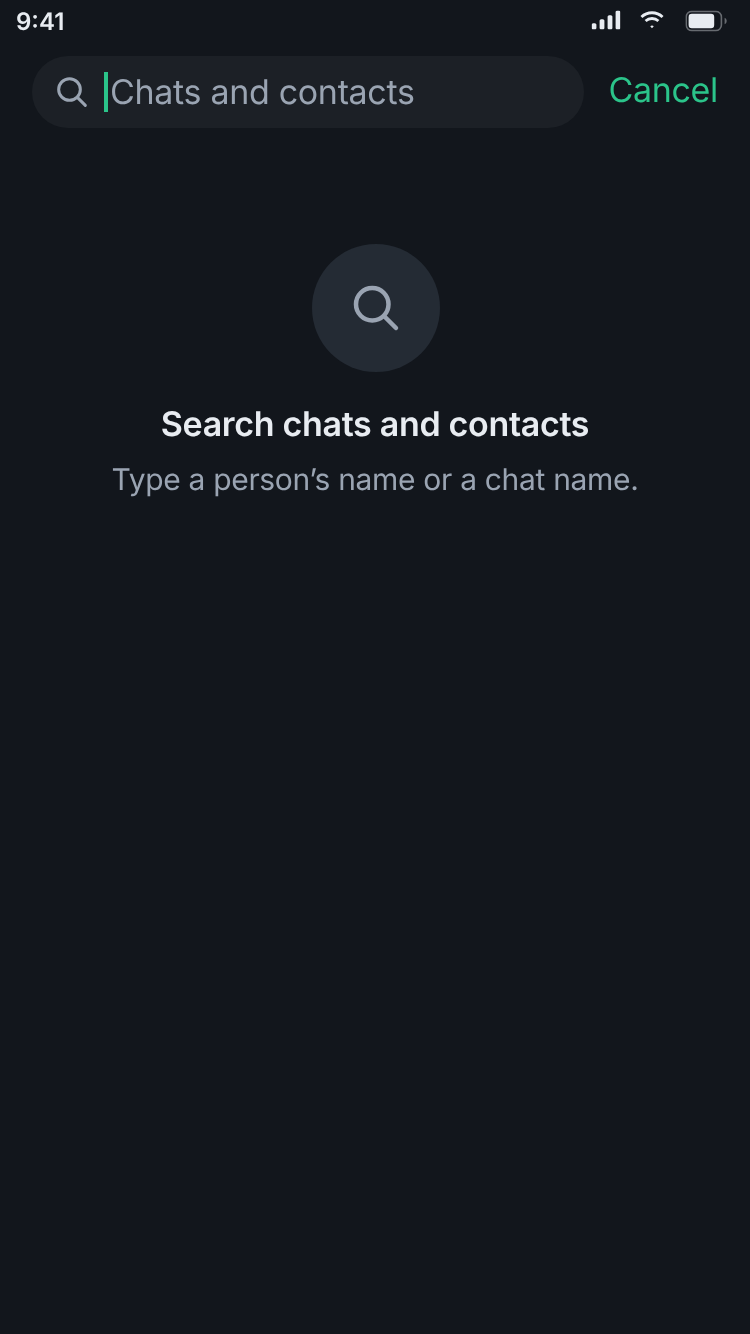 9:41
Chats and contacts
Cancel
Search chats and contacts
Type a person’s name or a chat name.